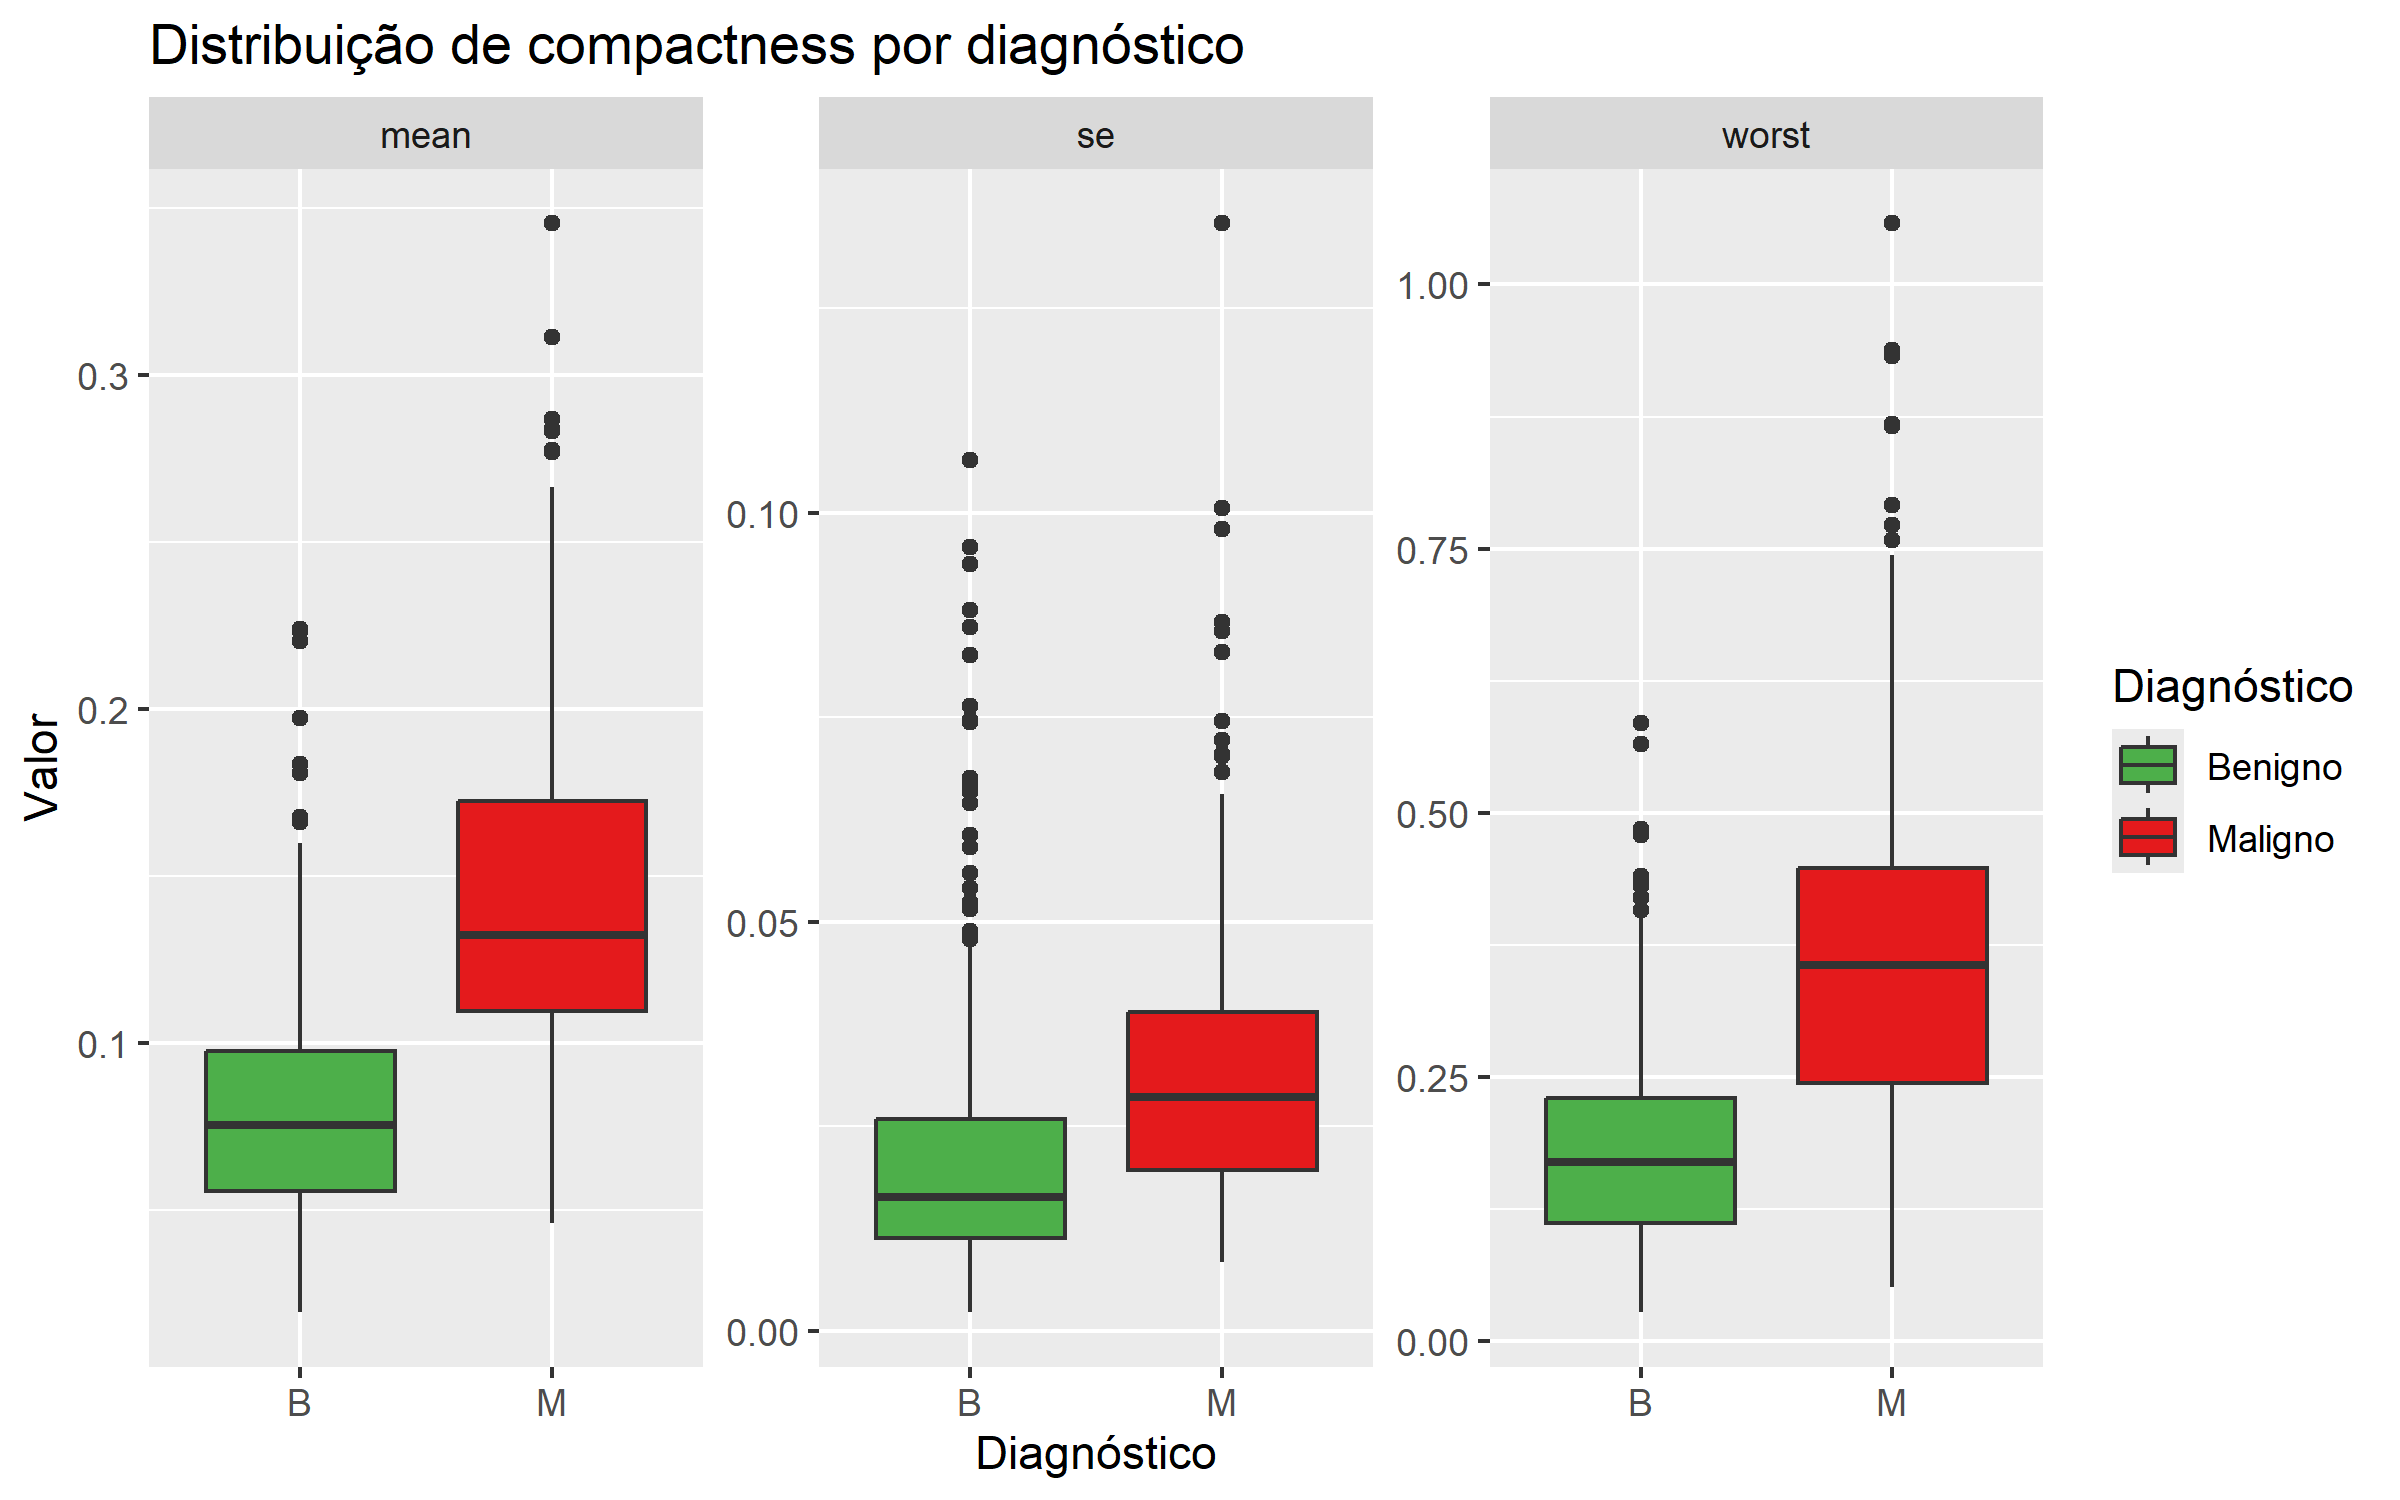 Distribuição de compactness por diagnóstico
mean
se
worst
Valor
0.3
0.2
0.1
0.10
0.05
0.00
1.00
0.75
0.50
0.25
0.00
B
M
B
M
B
M
Diagnóstico
Diagnóstico
Benigno
Maligno